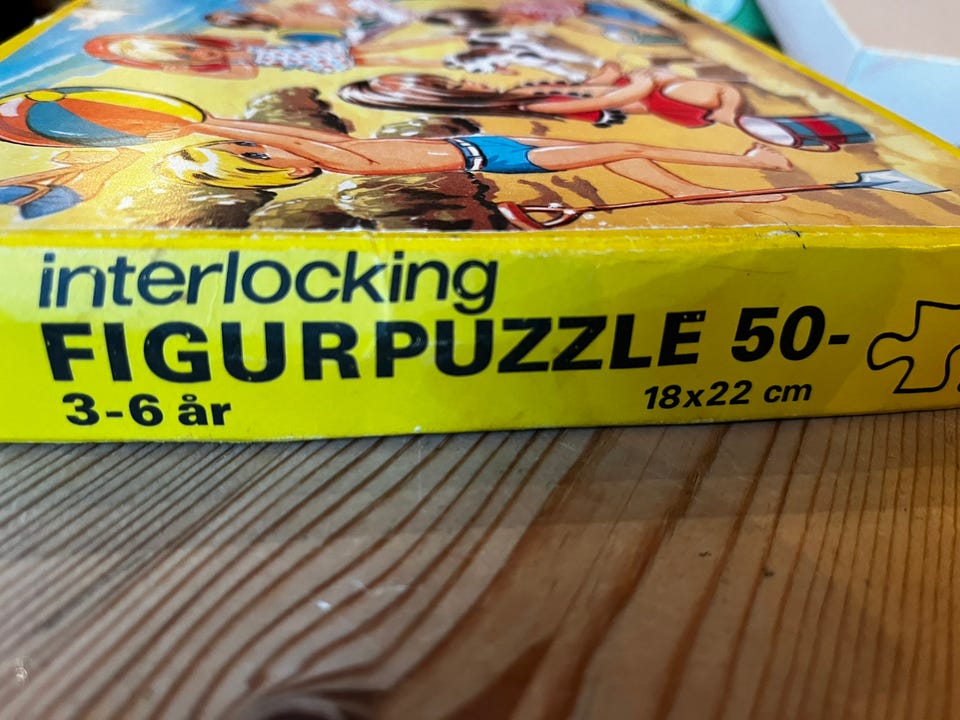 interlocking
FIGURPUZZLE 50-
3-6 år 18x22 cm